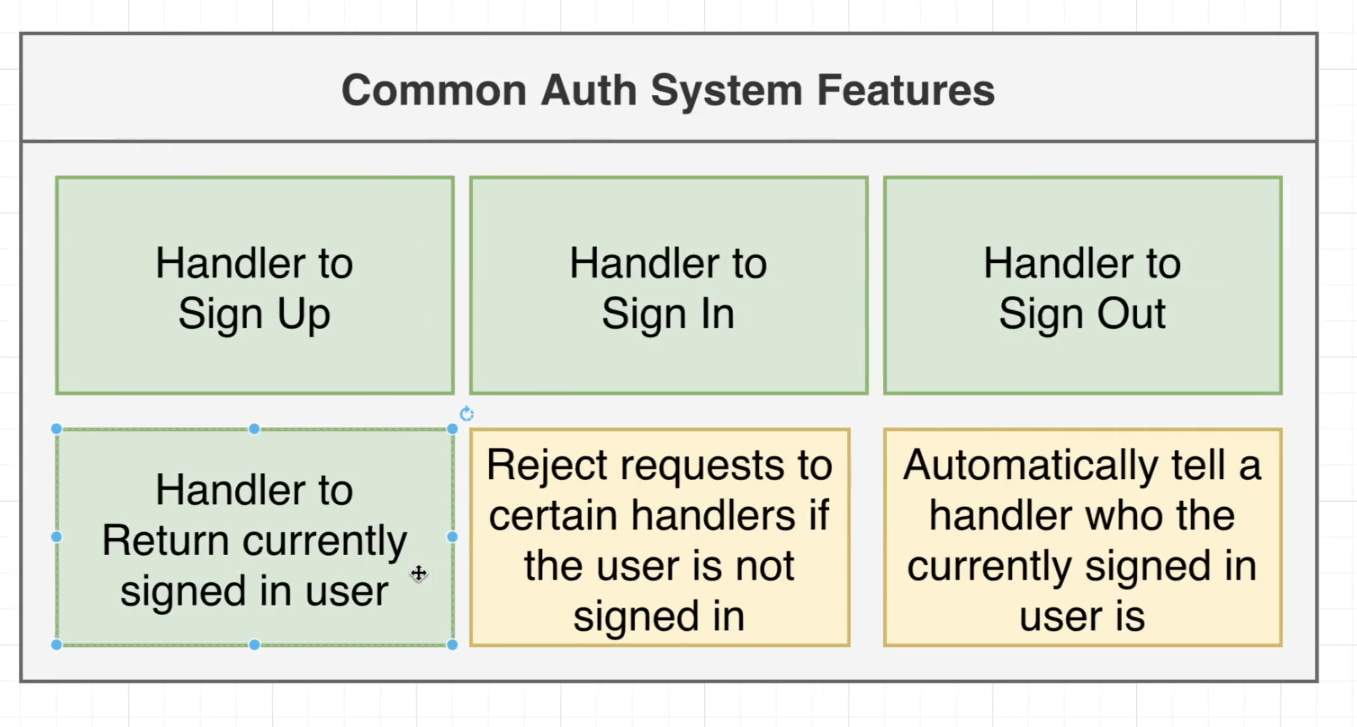 Common Auth System Features
Handler to
Sign Up
Handler to
Sign In
Handler to
Sign Out
Handler to
Return currently
signed in user
Reject requests to
certain handlers if
the user is not
signed in
Automatically tell a
handler who the
currently signed in
user is